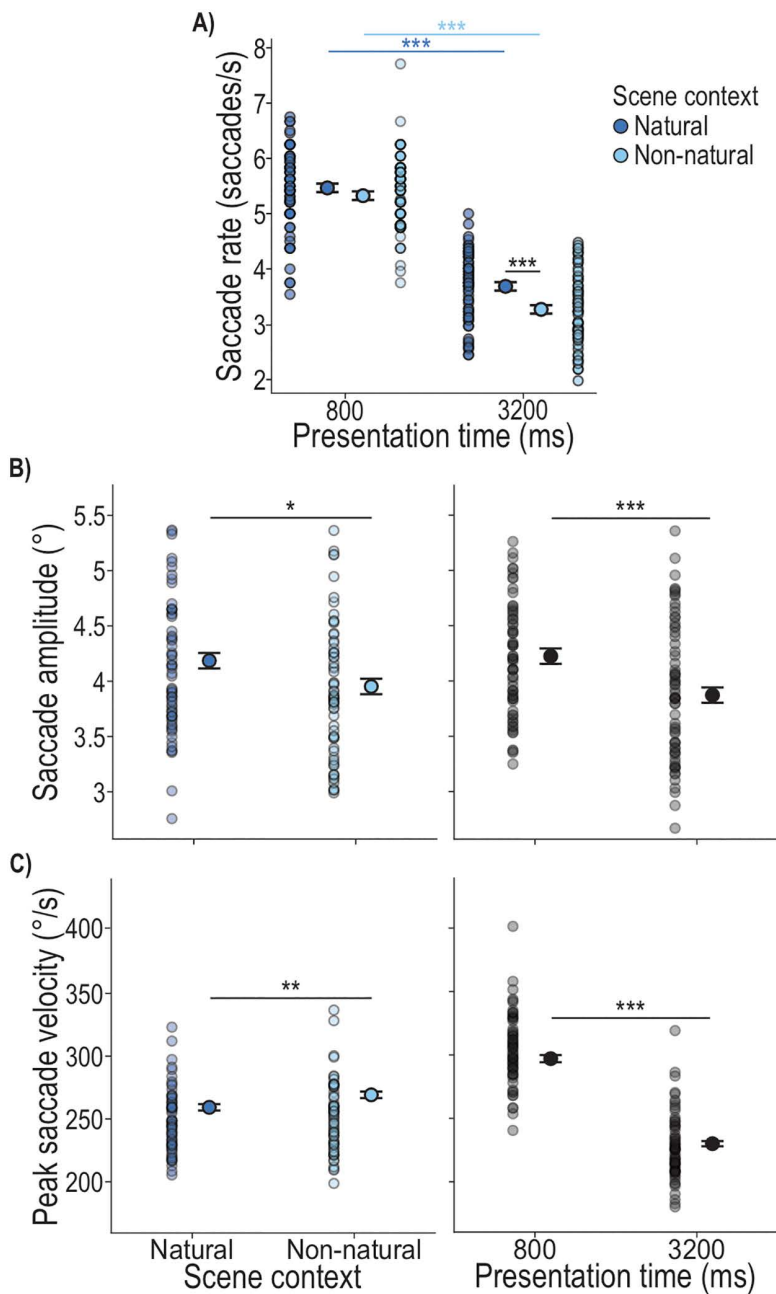 A)
***
***
Saccade rate (saccades/s)
8
7
6
5
4
3
2
***
800
3200
Presentation time (ms)
Scene context
Natural
Non-natural
B)
Saccade amplitude (°)
5.5
5
4.5
4
3.5
3
*
***
C)
Peak saccade velocity (°/s)
400
350
300
250
200
**
***
Natural
Non-natural
Scene context
800
3200
Presentation time (ms)